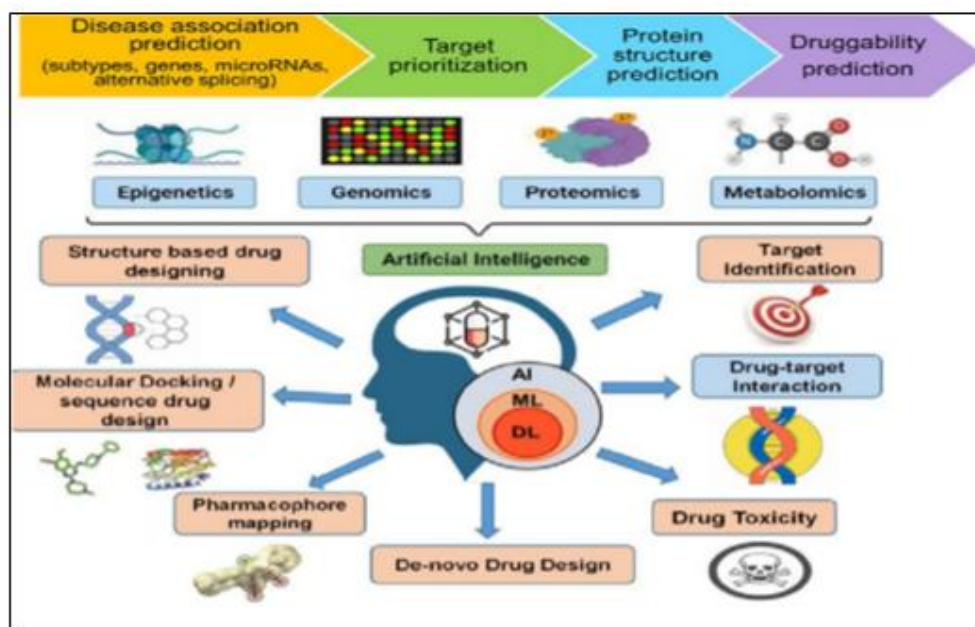 Disease association
prediction
(subtypes, genes, microRNAs,
alternative splicing)
Target
prioritization
Protein
structure
prediction
Druggability
prediction
Epigenetics
Genomics
Proteomics
Metabolomics
Structure based drug
designing
Artificial Intelligence
Target
Identification
Molecular Docking /
sequence drug
design
AI
ML
DL
Drug-target
Interaction
Pharmacophore
mapping
De-novo Drug Design
Drug Toxicity
H
N
H
C
C
O
O
H